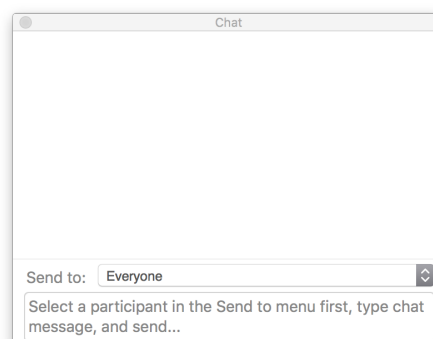 Chat
Send to: Everyone
Select a participant in the Send to menu first, type chat
message, and send...